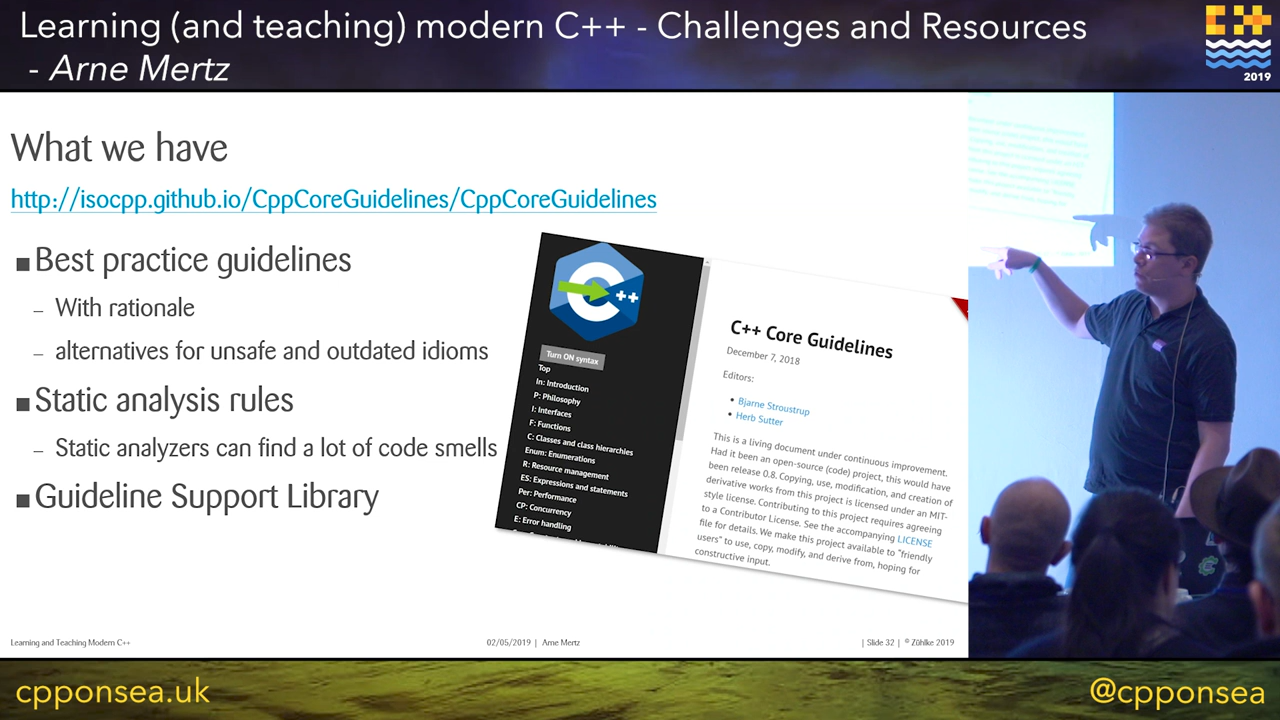 Learning (and teaching) modern C++ - Challenges and Resources
- Arne Mertz
2019
What we have
http://isocpp.github.io/CppCoreGuidelines/CppCoreGuidelines
■Best practice guidelines
– With rationale
– alternatives for unsafe and outdated idioms
■Static analysis rules
– Static analyzers can find a lot of code smells
■Guideline Support Library
C++
Turn ON syntax
Top
In: Introduction
P: Philosophy
I: Interfaces
F: Functions
C: Classes and class hierarchies
Enum: Enumerations
R: Resource management
ES: Expressions and statements
Per: Performance
CP: Concurrency
E: Error handling
C++ Core Guidelines
December 7, 2018
Editors:
• Bjarne Stroustrup
• Herb Sutter
This is a living document under continuous improvement.
Had it been an open-source (code) project, this would have
been release 0.8. Copying, use, modification, and creation of
derivative works from this project is licensed under an MIT-
style license. Contributing to this project requires agreeing
to a Contributor License. See the accompanying LICENSE
file for details. We make this project available to "friendly
users" to use, copy, modify, and derive from, hoping for
constructive input.
Learning and Teaching Modern C++
02/05/2019 | Arne Mertz
| Slide 32 | © Zühlke 2019
cpponsea.uk
@cpponsea